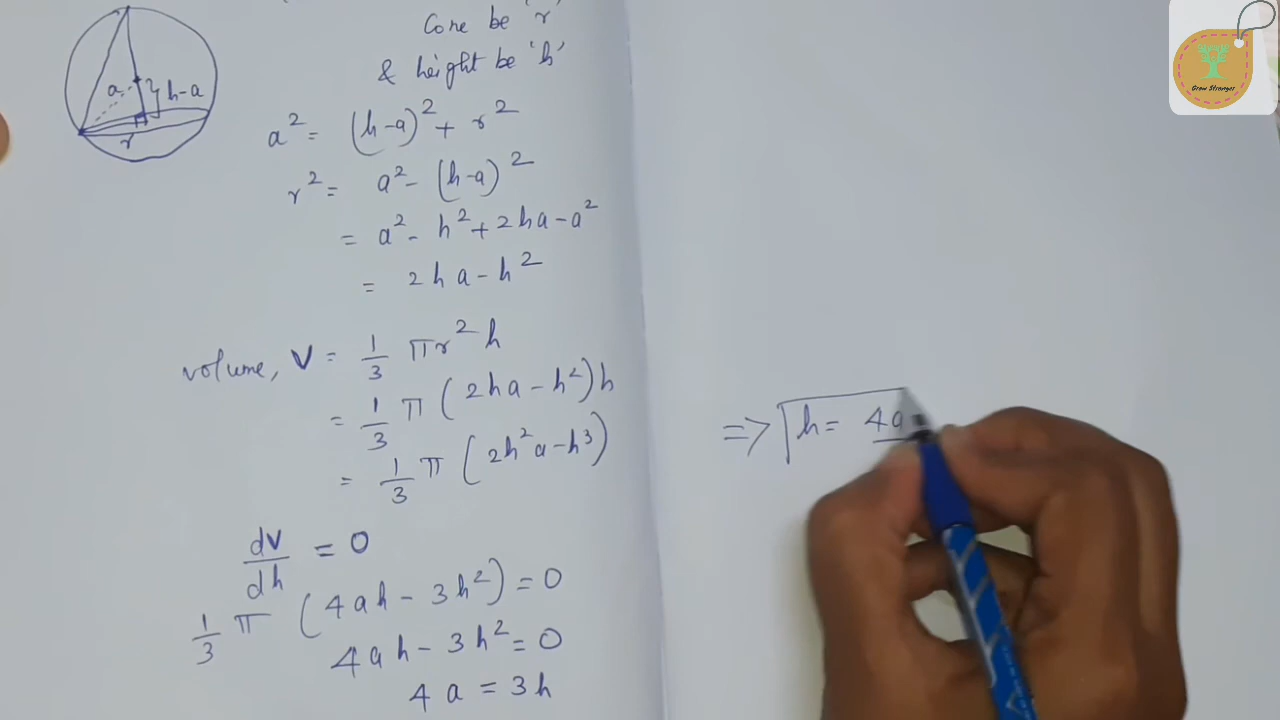 Cone be 'r'
& height be 'h'
a
h-a
r
a² = (h-a)² + r²
r² = a² - (h-a)²
= a² - h² + 2ha - a²
= 2ha - h²
volume, V = 1/3 πr²h
= 1/3 π (2ha - h²)h
= 1/3 π (2h²a - h³)
dV/dh = 0
1/3 π (4ah - 3h²) = 0
4ah - 3h² = 0
4a = 3h
=> h = 4a
Grow Stronger